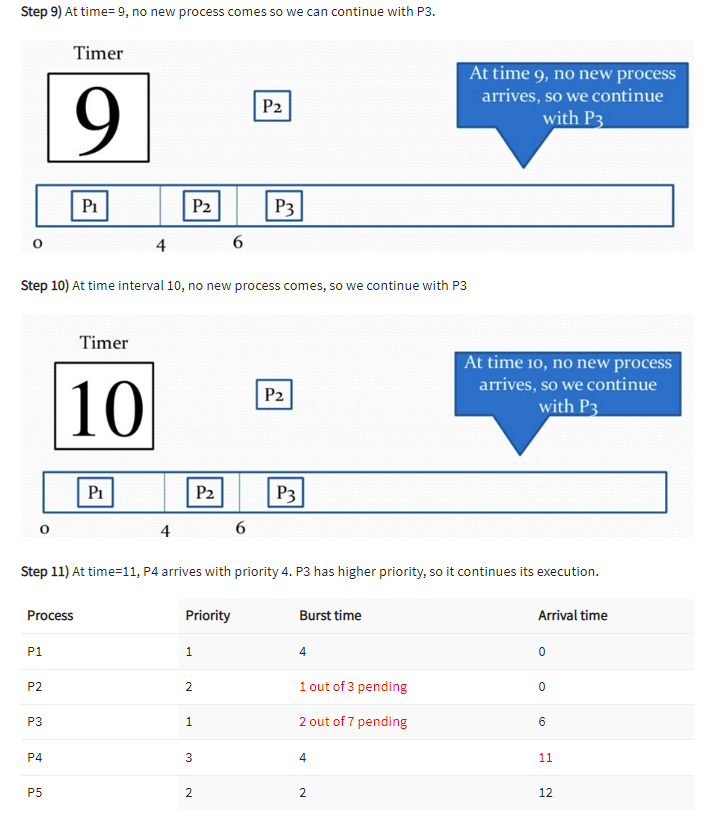 Step 9) At time= 9, no new process comes so we can continue with P3.
Timer
9
P2
At time 9, no new process
arrives, so we continue
with P3
P1 P2 P3
0 4 6
Step 10) At time interval 10, no new process comes, so we continue with P3
Timer
10
P2
At time 10, no new process
arrives, so we continue
with P3
P1 P2 P3
0 4 6
Step 11) At time=11, P4 arrives with priority 4. P3 has higher priority, so it continues its execution.
Process Priority Burst time Arrival time
P1 1 4 0
P2 2 1 out of 3 pending 0
P3 1 2 out of 7 pending 6
P4 3 4 11
P5 2 2 12